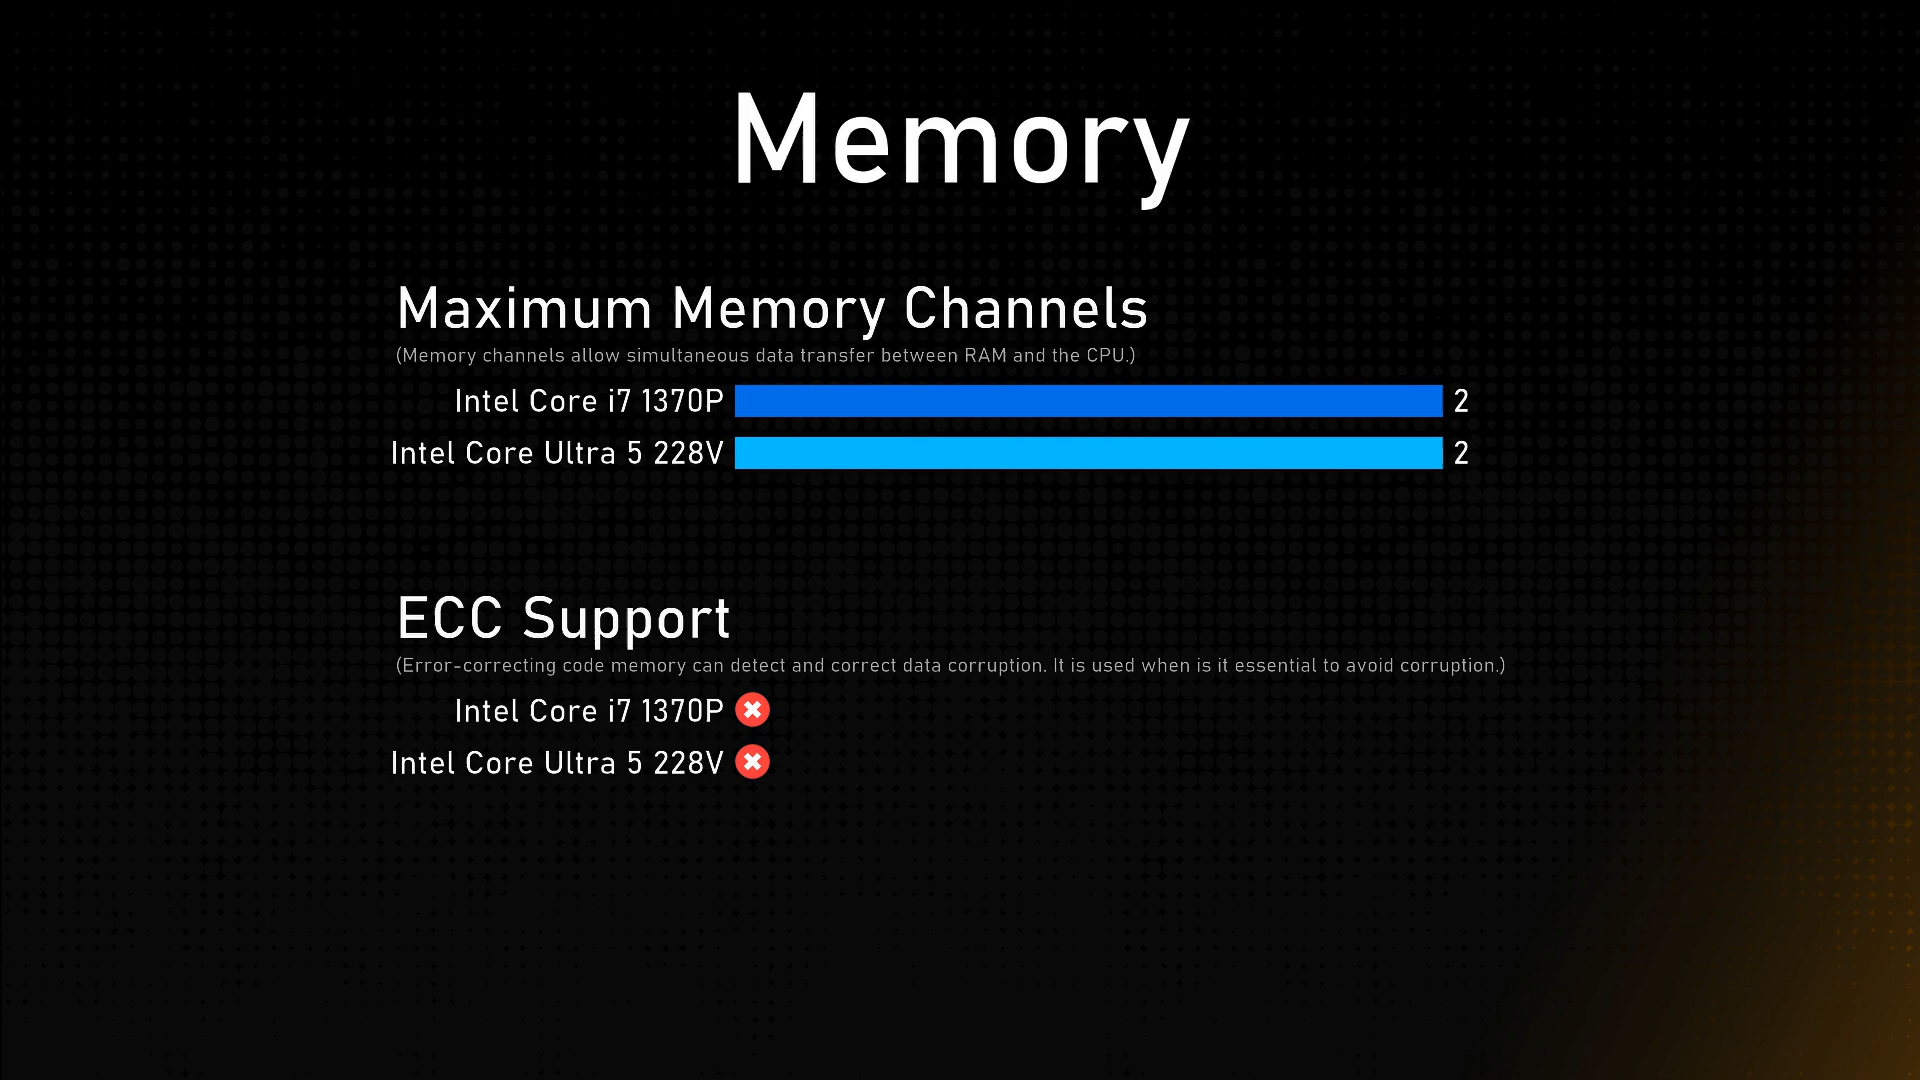 Memory
Maximum Memory Channels
(Memory channels allow simultaneous data transfer between RAM and the CPU.)
Intel Core i7 1370P 2
Intel Core Ultra 5 228V 2
ECC Support
(Error-correcting code memory can detect and correct data corruption. It is used when is it essential to avoid corruption.)
Intel Core i7 1370P
Intel Core Ultra 5 228V